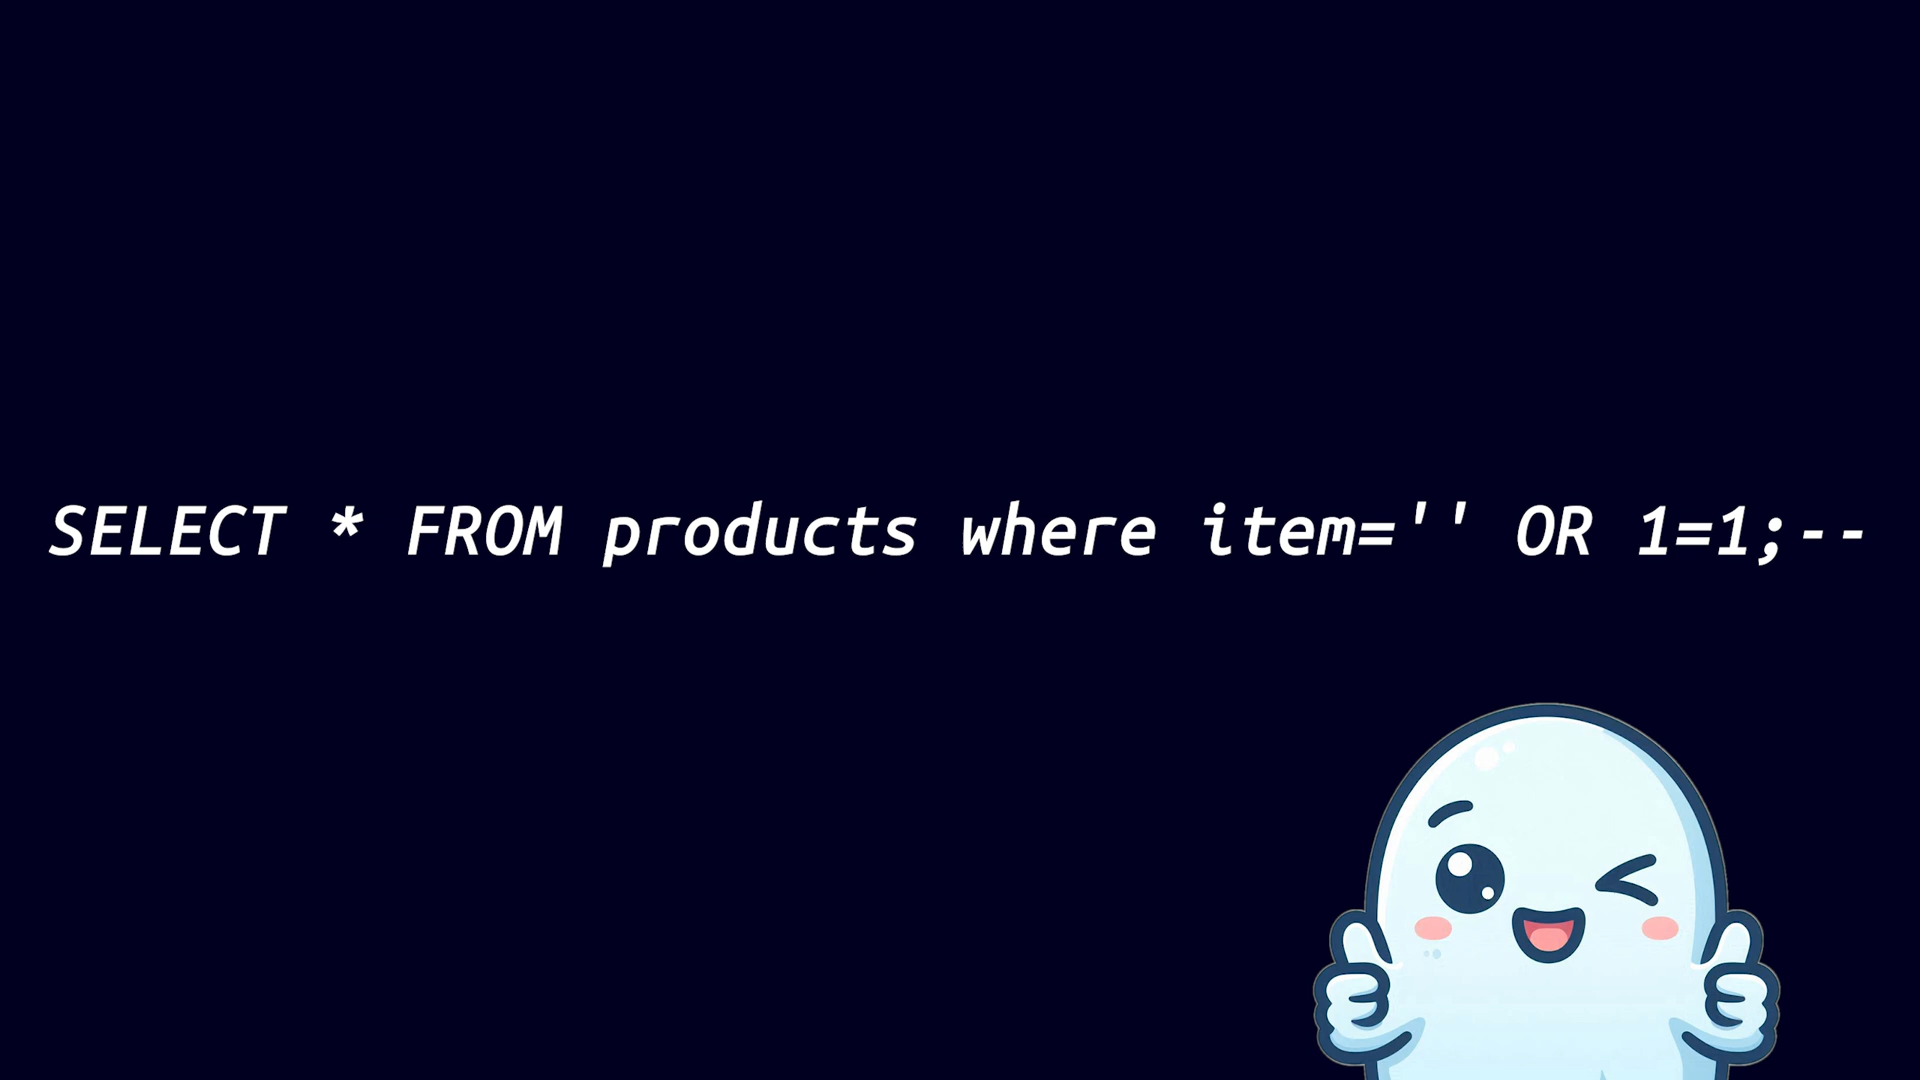 SELECT * FROM products where item='' OR 1=1;--